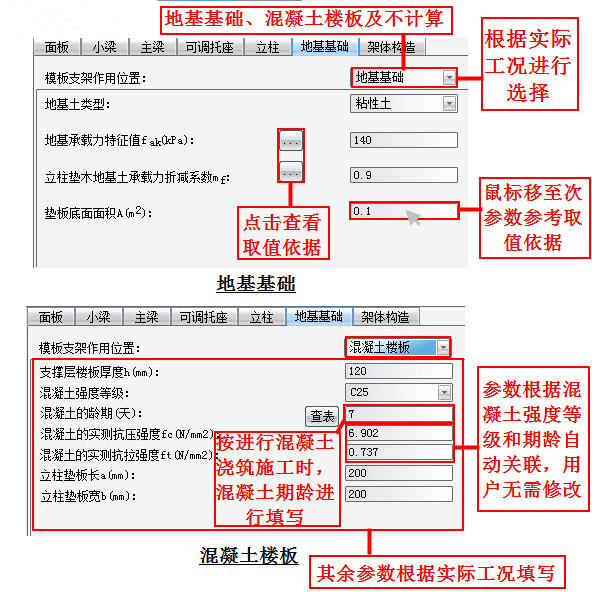 地基基础、混凝土楼板及不计算
面板 小梁 主梁 可调托座 立柱 地基基础 架体构造
模板支架作用位置: 地基基础
根据实际
工况进行
选择
地基土类型: 粘性土
地基承载力特征值fak(kPa): ... 140
立柱垫木地基土承载力折减系数mf: ... 0.9
垫板底面面积A(m2): 0.1
点击查看
取值依据
鼠标移至次
参数参考取
值依据
地基基础
面板 小梁 主梁 可调托座 立柱 地基基础 架体构造
模板支架作用位置: 混凝土楼板
支撑层楼板厚度h(mm): 120
混凝土强度等级: C25
混凝土的龄期(天): 查表 7
混凝土的实测抗压强度fc(N/mm2): 6.902
混凝土的实测抗拉强度ft(N/mm2): 0.737
立柱垫板长a(mm): 200
立柱垫板宽b(mm): 200
按进行混凝土
浇筑施工时，
混凝土期龄进
行填写
参数根据混
凝土强度等
级和期龄自
动关联，用
户无需修改
混凝土楼板
其余参数根据实际工况填写